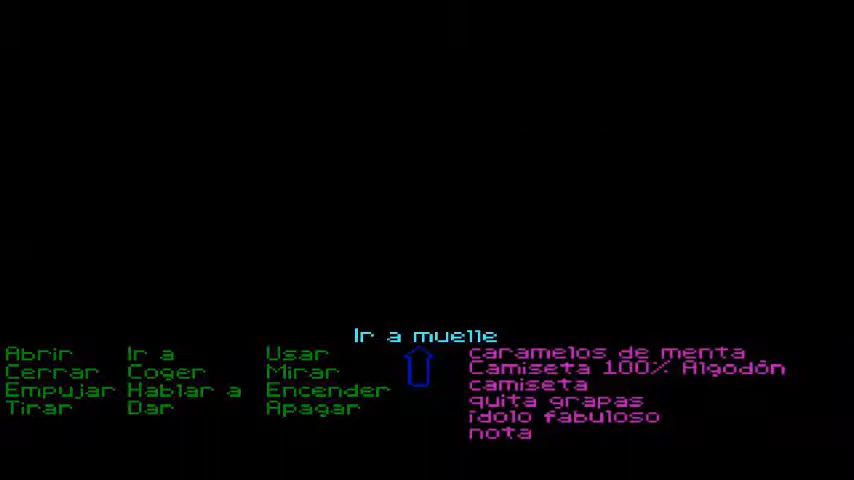 Ir a muelle
Abrir Ir a Usar
Cerrar Coger Mirar
Empujar Hablar a Encender
Tirar Dar Apagar
caramelos de menta
Camiseta 100% Algodón
camiseta
quita grapas
ídolo fabuloso
nota